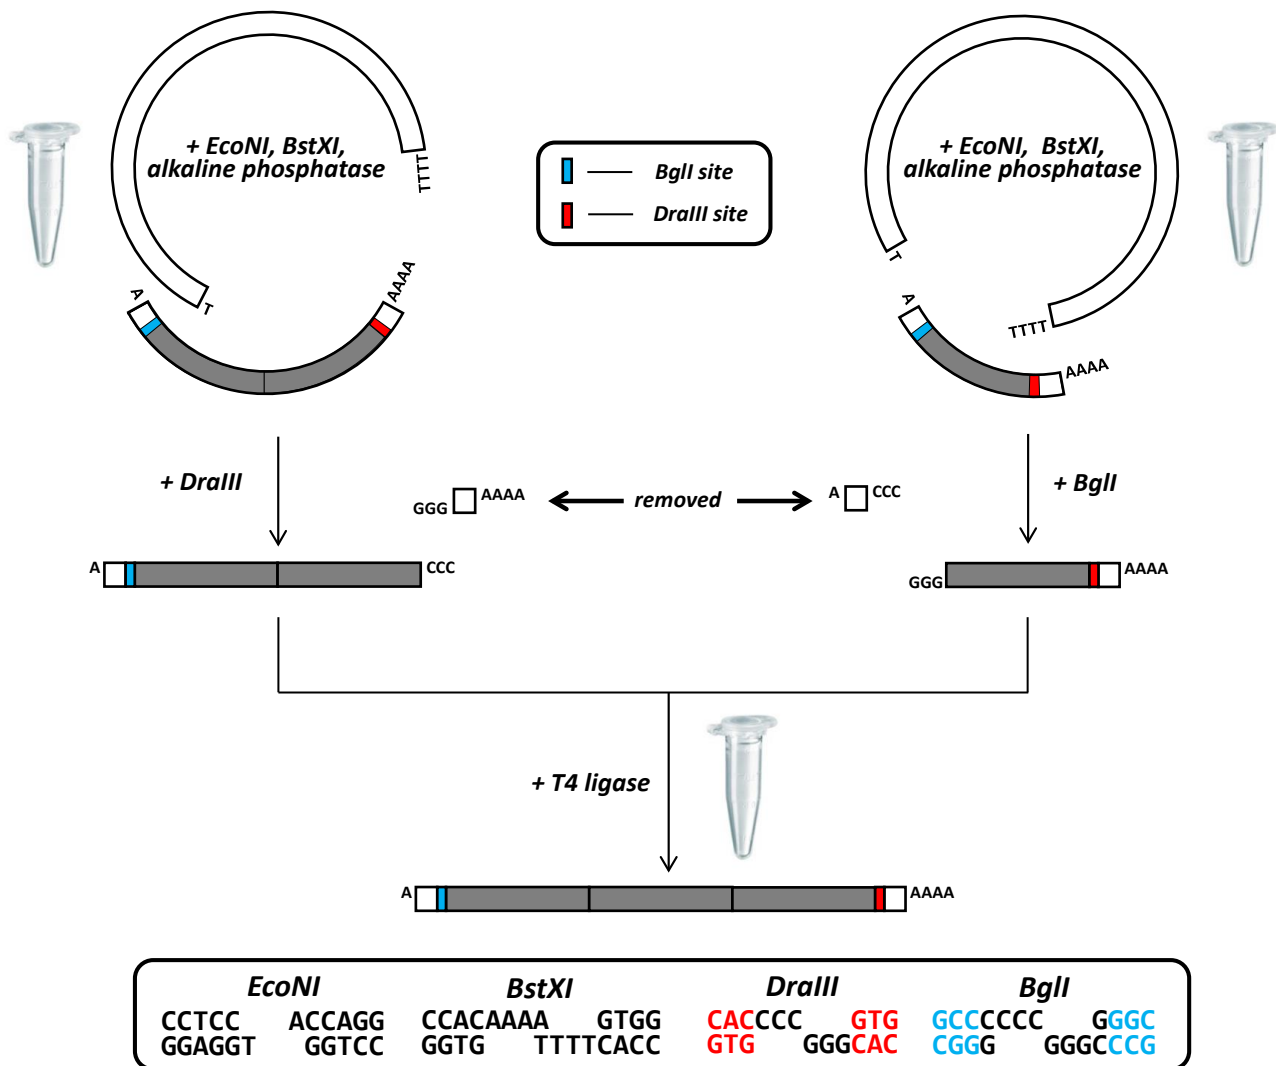 + EcoNI, BstXI,
alkaline phosphatase
TTTT
T
A
AAAA
BglI site
DraIII site
+ EcoNI, BstXI,
alkaline phosphatase
T
A
TTTT
AAAA
+ DraIII
GGG
AAAA
removed
A
CCC
+ BglI
A
CCC
GGG
AAAA
+ T4 ligase
A
AAAA
EcoNI
CCTCC ACCAGG
GGAGGT GGTCC
BstXI
CCACAAAA GTGG
GGTG TTTTCACC
DraIII
CACCCC GTG
GTG GGGCAC
BglI
GCCCCCC GGGC
CGGG GGGCCCG